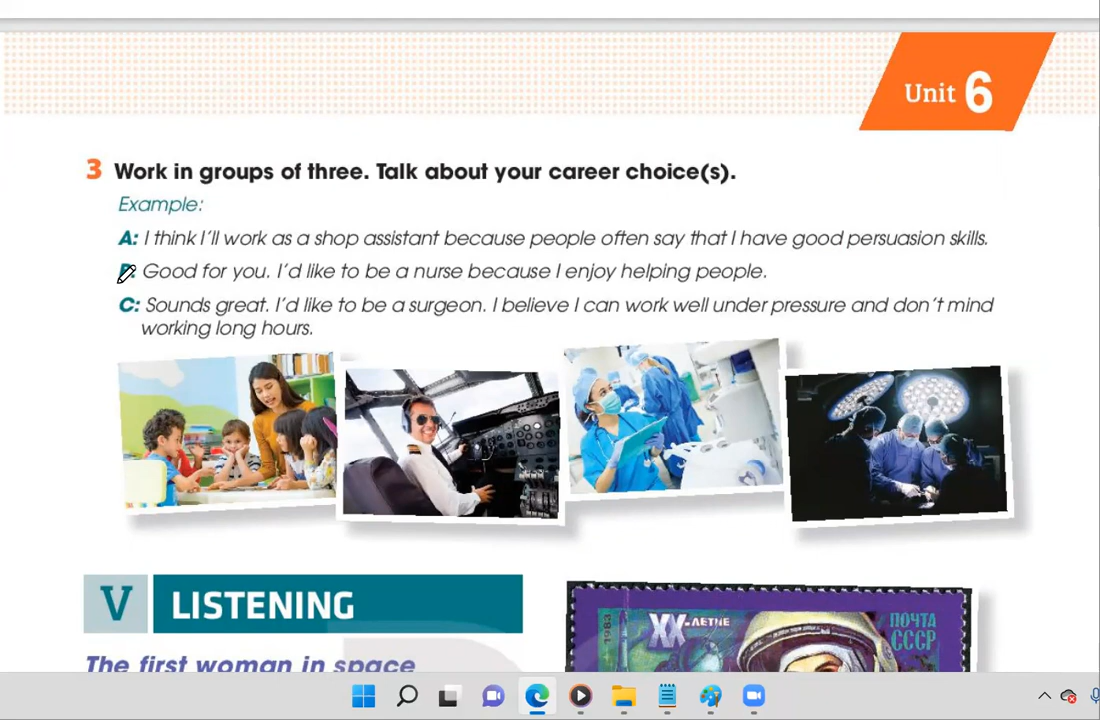 Unit 6
3 Work in groups of three. Talk about your career choice(s).
Example:
A: I think I'll work as a shop assistant because people often say that I have good persuasion skills.
B: Good for you. I'd like to be a nurse because I enjoy helping people.
C: Sounds great. I'd like to be a surgeon. I believe I can work well under pressure and don't mind
working long hours.
V LISTENING
The first woman in space
1983
XX-ЛЕТИЕ
ПОЧТА
СССР